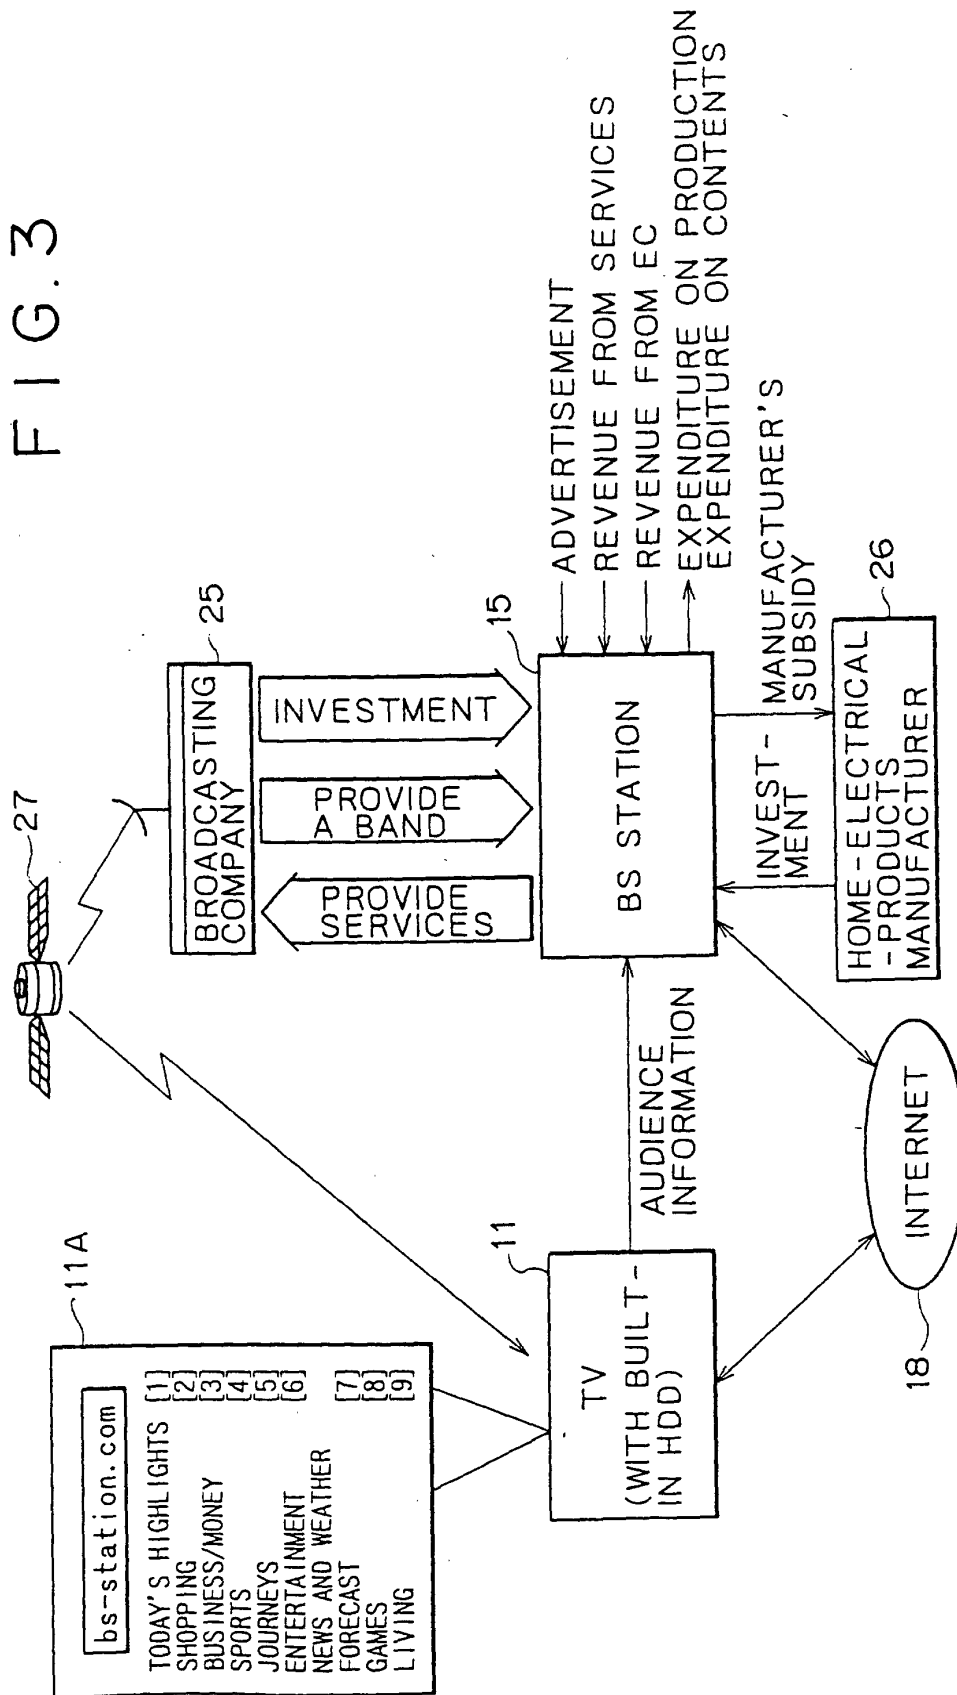 FIG. 3
11A
bs-station.com
TODAY'S HIGHLIGHTS [1]
SHOPPING [2]
BUSINESS/MONEY [3]
SPORTS [4]
JOURNEYS [5]
ENTERTAINMENT [6]
NEWS AND WEATHER
FORECAST [7]
GAMES [8]
LIVING [9]
27
25
BROADCASTING
COMPANY
PROVIDE
SERVICES
PROVIDE
A BAND
INVESTMENT
11
TV
(WITH BUILT-
IN HDD)
AUDIENCE
INFORMATION
15
BS STATION
ADVERTISEMENT
REVENUE FROM SERVICES
REVENUE FROM EC
EXPENDITURE ON PRODUCTION
EXPENDITURE ON CONTENTS
INVEST-
MENT
MANUFACTURER'S
SUBSIDY
26
HOME-ELECTRICAL
-PRODUCTS
MANUFACTURER
18
INTERNET